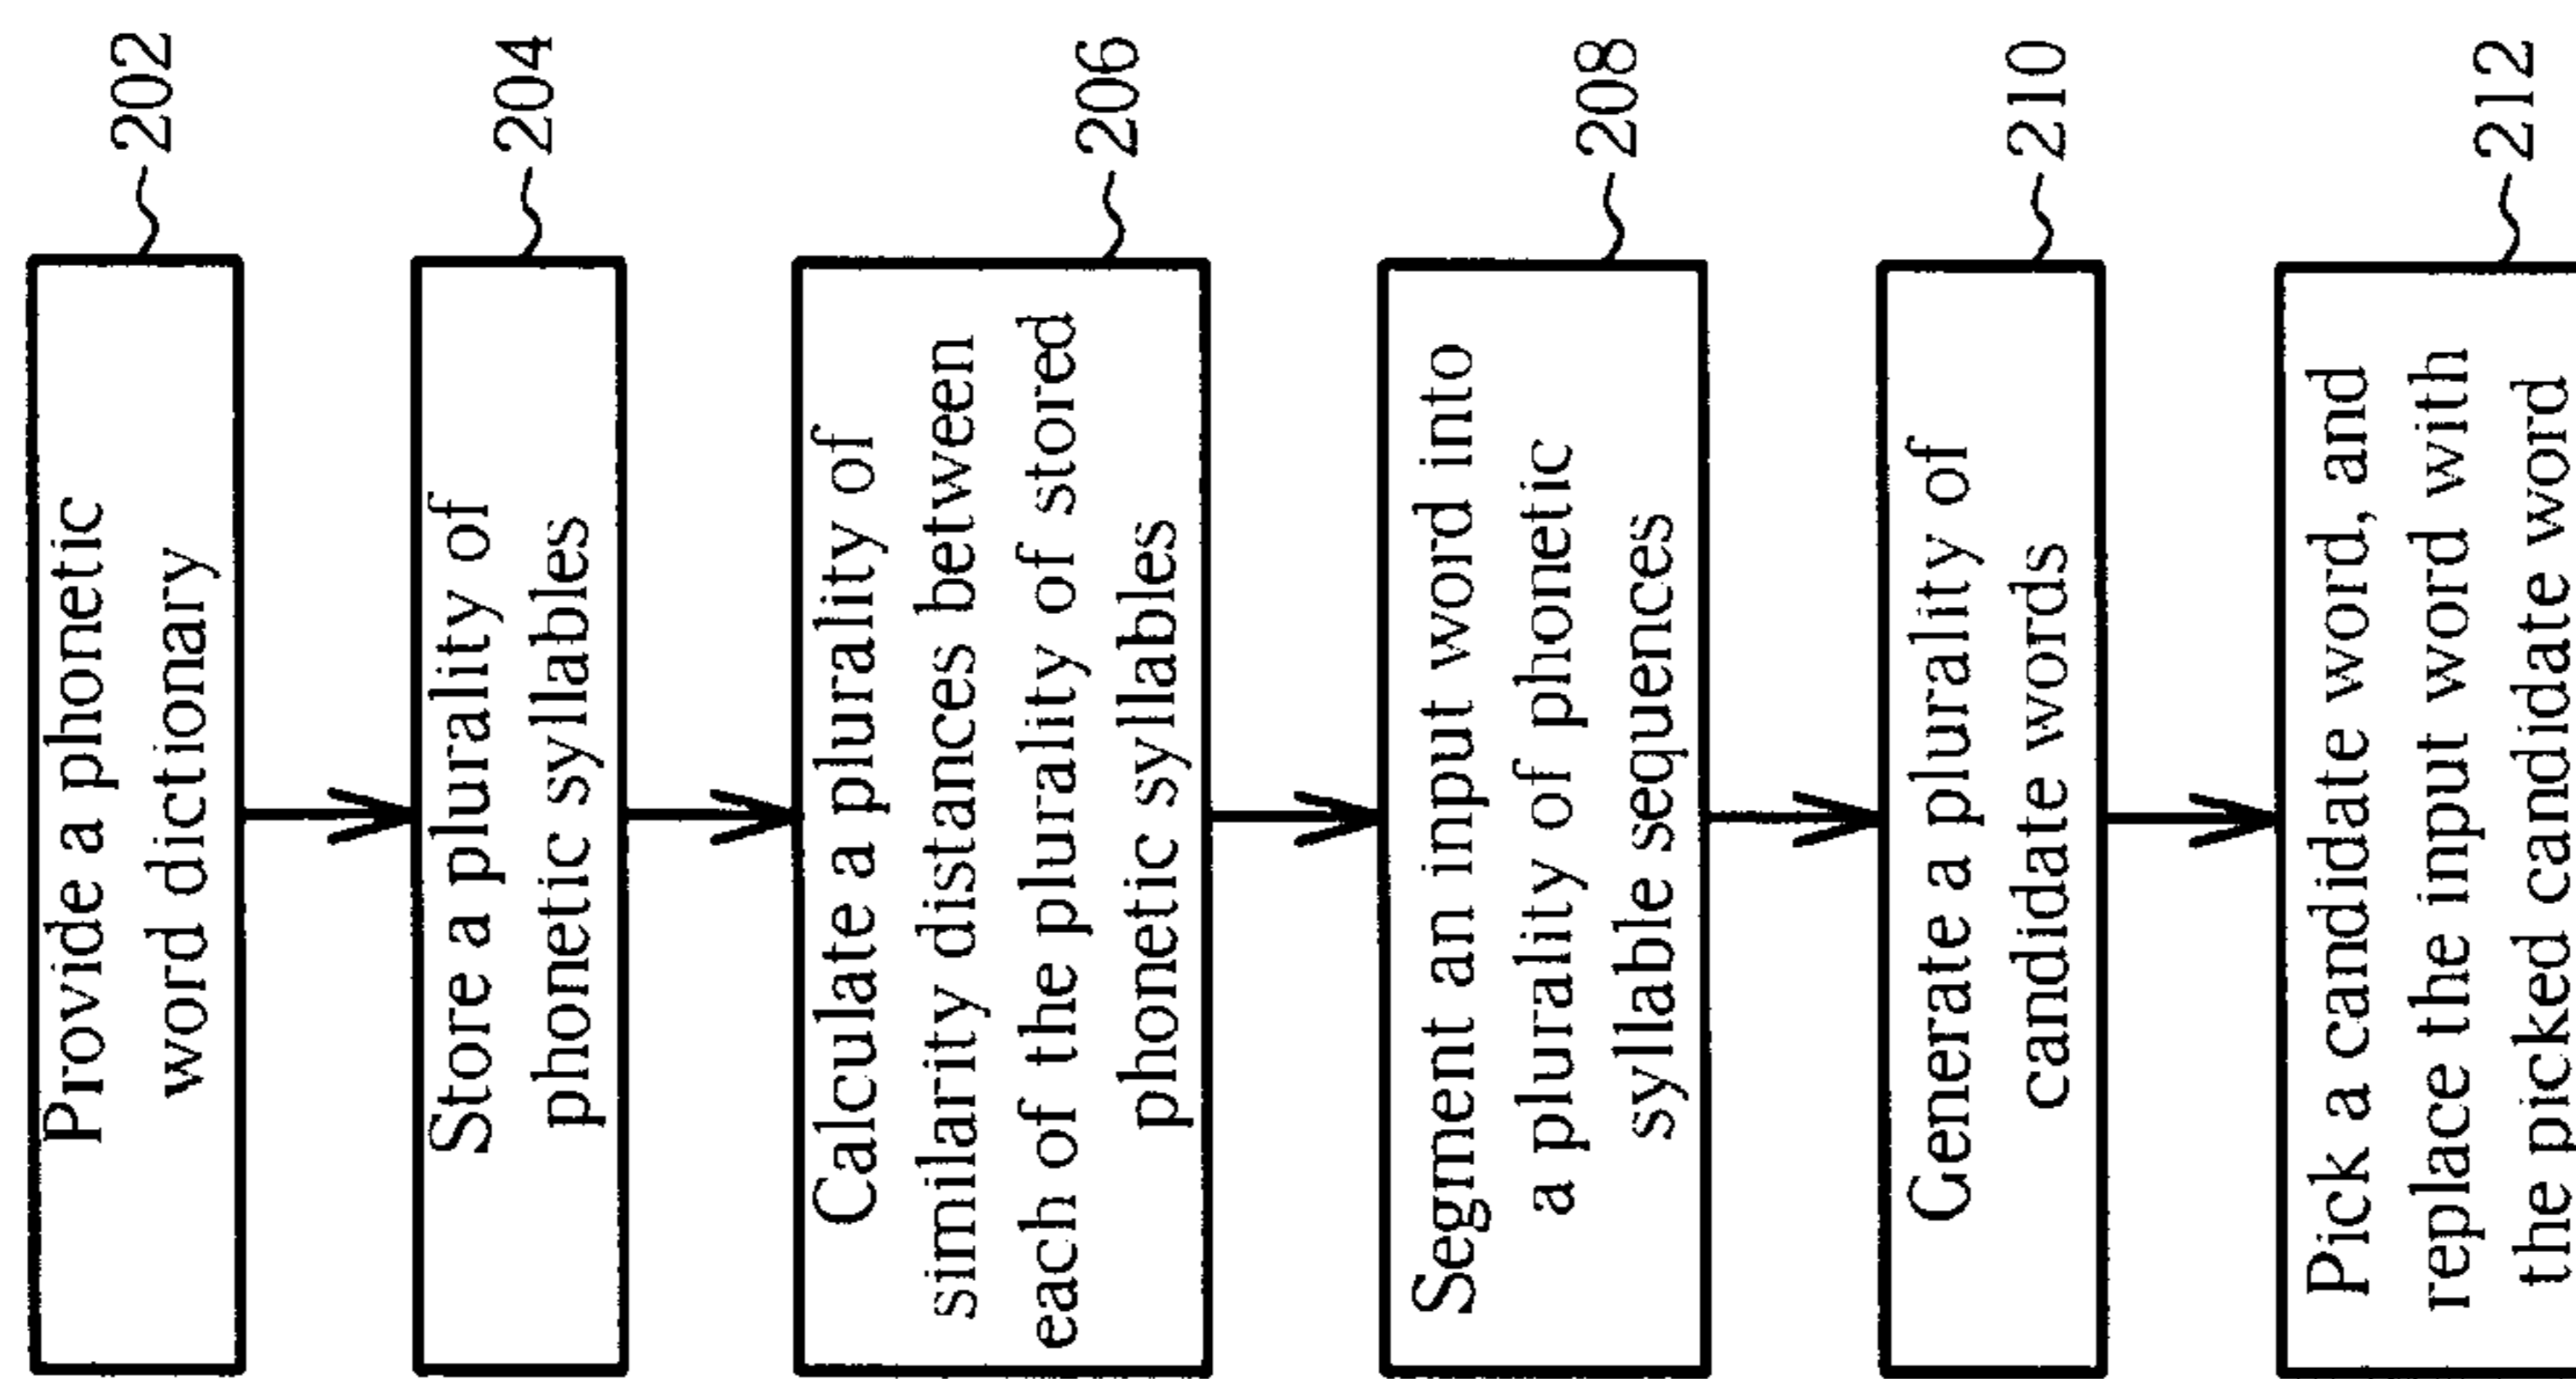 Provide a phonetic
word dictionary
202
Store a plurality of
phonetic syllables
204
Calculate a plurality of
similarity distances between
each of the plurality of stored
phonetic syllables
206
Segment an input word into
a plurality of phonetic
syllable sequences
208
Generate a plurality of
candidate words
210
Pick a candidate word, and
replace the input word with
the picked candidate word
212